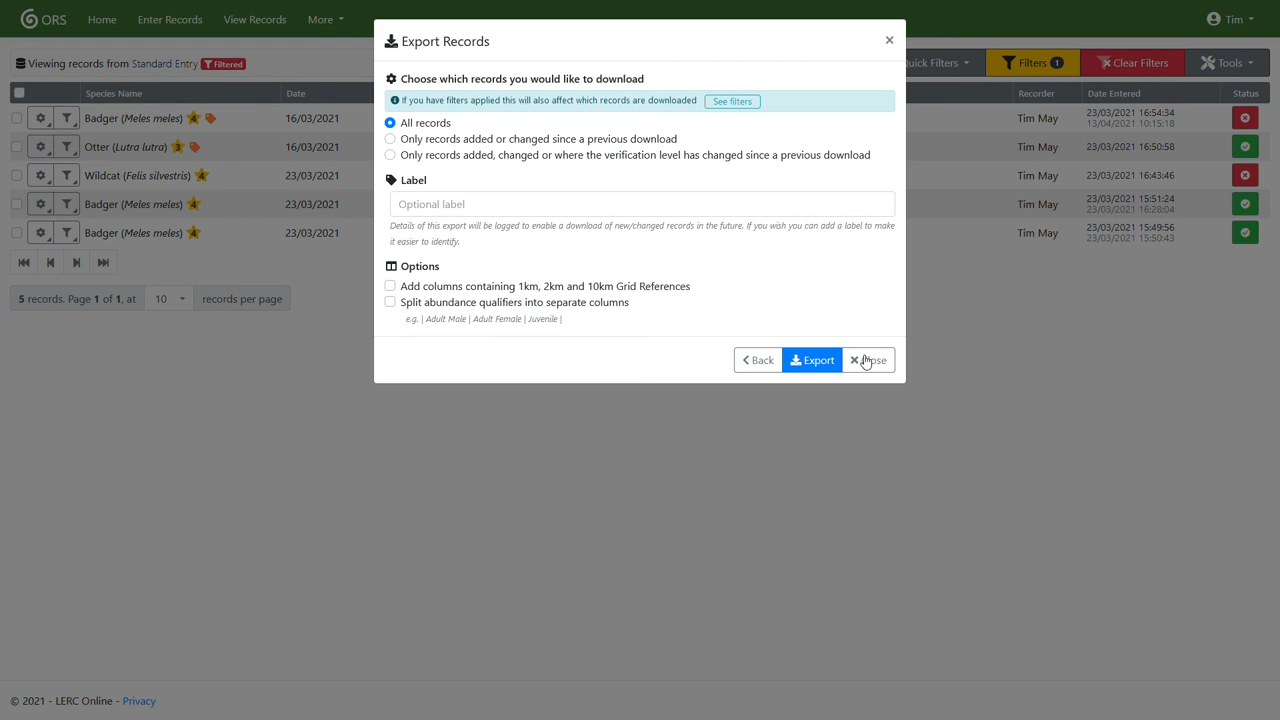 ORS Home Enter Records View Records More Tim
Export Records ×
Viewing records from Standard Entry Filtered
Filters 1 Clear Filters Tools
Quick Filters
Choose which records you would like to download
If you have filters applied this will also affect which records are downloaded See filters
All records
Only records added or changed since a previous download
Only records added, changed or where the verification level has changed since a previous download
Label
Optional label
Details of this export will be logged to enable a download of new/changed records in the future. If you wish you can add a label to make
it easier to identify.
Options
Add columns containing 1km, 2km and 10km Grid References
Split abundance qualifiers into separate columns
e.g. | Adult Male | Adult Female | Juvenile |
Back Export
Species Name Date Recorder Date Entered Status
Badger (Meles meles) 4 16/03/2021 Tim May 23/03/2021 16:54:34
13/04/2021 10:15:18
Otter (Lutra lutra) 3 16/03/2021 Tim May 23/03/2021 16:50:58
Wildcat (Felis silvestris) 23/03/2021 Tim May 23/03/2021 16:43:46
Badger (Meles meles) 4 23/03/2021 Tim May 23/03/2021 15:51:24
23/03/2021 16:28:04
Badger (Meles meles) 4 23/03/2021 Tim May 23/03/2021 15:49:56
23/03/2021 15:50:43
5 records. Page 1 of 1, at 10 records per page
© 2021 - LERC Online - Privacy